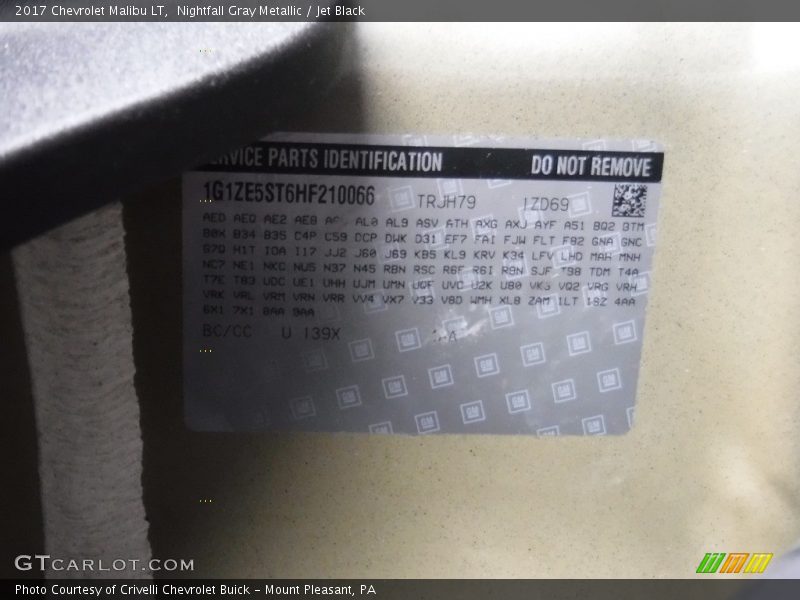 2017 Chevrolet Malibu LT,  Nightfall Gray Metallic / Jet Black
SERVICE PARTS IDENTIFICATION DO NOT REMOVE
1G1ZE5ST6HF210066 TRJH79 1ZD69
AED AEQ AE2 AE8 AL0 AL9 ASV ATH AXG AXJ AYF A51 BQ2 BTM
B0K B34 B35 C4P C59 DCP DWK D31 EF7 FAI FJW FLT F82 GNA GNC
G7Q H1T IOA I17 JJ2 J60 J69 KB5 KL9 KRV K34 LFV LHD MAH MNH
NC7 NE1 NKC NU5 N37 N45 RBN RSC R6F R6I R9N SJF T98 TDM T4A
T7E T83 UDC UE1 UHH UJM UMN UQF UVC U2K U80 VK3 VQ2 VRG VRH
VRK VRL VRM VRN VRR VV4 VX7 V33 V8D WMH XL8 ZAM 1LT 1SZ 4AA
6X1 7X1 8AA 9AA
BC/CC U 139X
GTCARLOT.COM
Photo Courtesy of Crivelli Chevrolet Buick – Mount Pleasant, PA